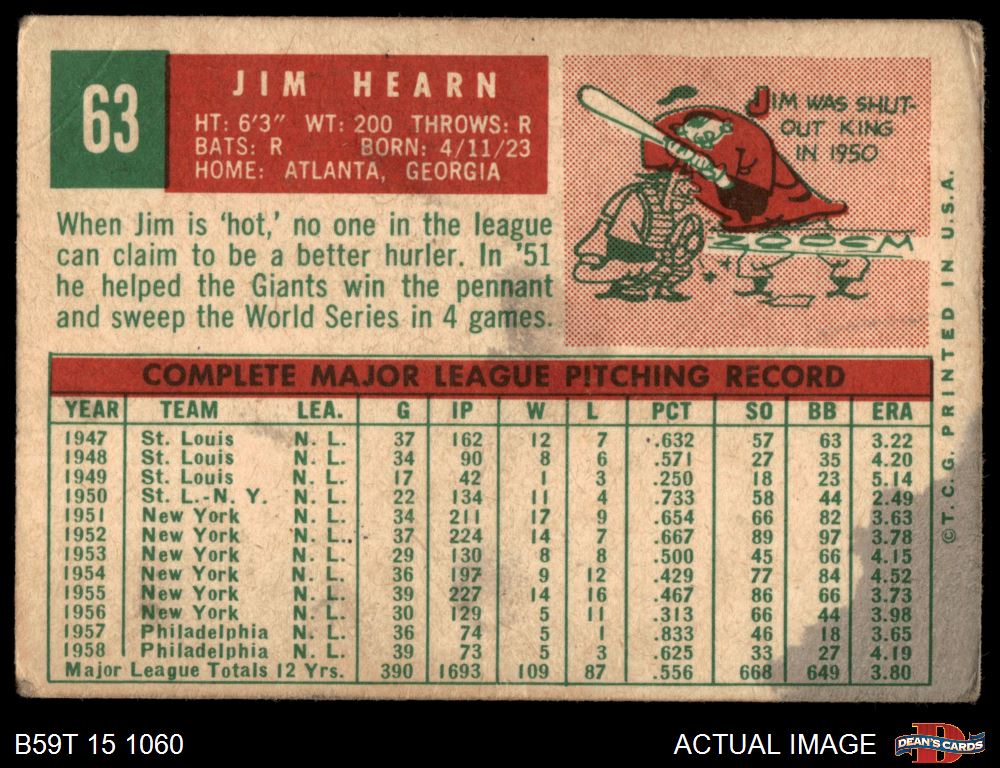 63
JIM HEARN
HT: 6'3" WT: 200 THROWS: R
BATS: R BORN: 4/11/23
HOME: ATLANTA, GEORGIA
JIM WAS SHUT-
OUT KING
IN 1950
ZOOOM
When Jim is 'hot,' no one in the league
can claim to be a better hurler. In '51
he helped the Giants win the pennant
and sweep the World Series in 4 games.
COMPLETE MAJOR LEAGUE PITCHING RECORD
YEAR TEAM LEA. G IP W L PCT SO BB ERA
1947 St. Louis N. L. 37 162 12 7 .632 57 63 3.22
1948 St. Louis N. L. 34 90 8 6 .571 27 35 4.20
1949 St. Louis N. L. 17 42 1 3 .250 18 23 5.14
1950 St. L.-N. Y. N. L. 22 134 11 4 .733 58 44 2.49
1951 New York N. L. 34 211 17 9 .654 66 82 3.63
1952 New York N. L. 37 224 14 7 .667 89 97 3.78
1953 New York N. L. 29 130 8 8 .500 45 66 4.15
1954 New York N. L. 36 197 9 12 .429 77 84 4.52
1955 New York N. L. 39 227 14 16 .467 86 66 3.73
1956 New York N. L. 30 129 5 11 .313 66 44 3.98
1957 Philadelphia N. L. 36 74 5 1 .833 46 18 3.65
1958 Philadelphia N. L. 39 73 5 3 .625 33 27 4.19
Major League Totals 12 Yrs. 390 1693 109 87 .556 668 649 3.80
©T. C. G. PRINTED IN U.S.A.
B59T 15 1060
ACTUAL IMAGE
D
DEAN'S CARDS